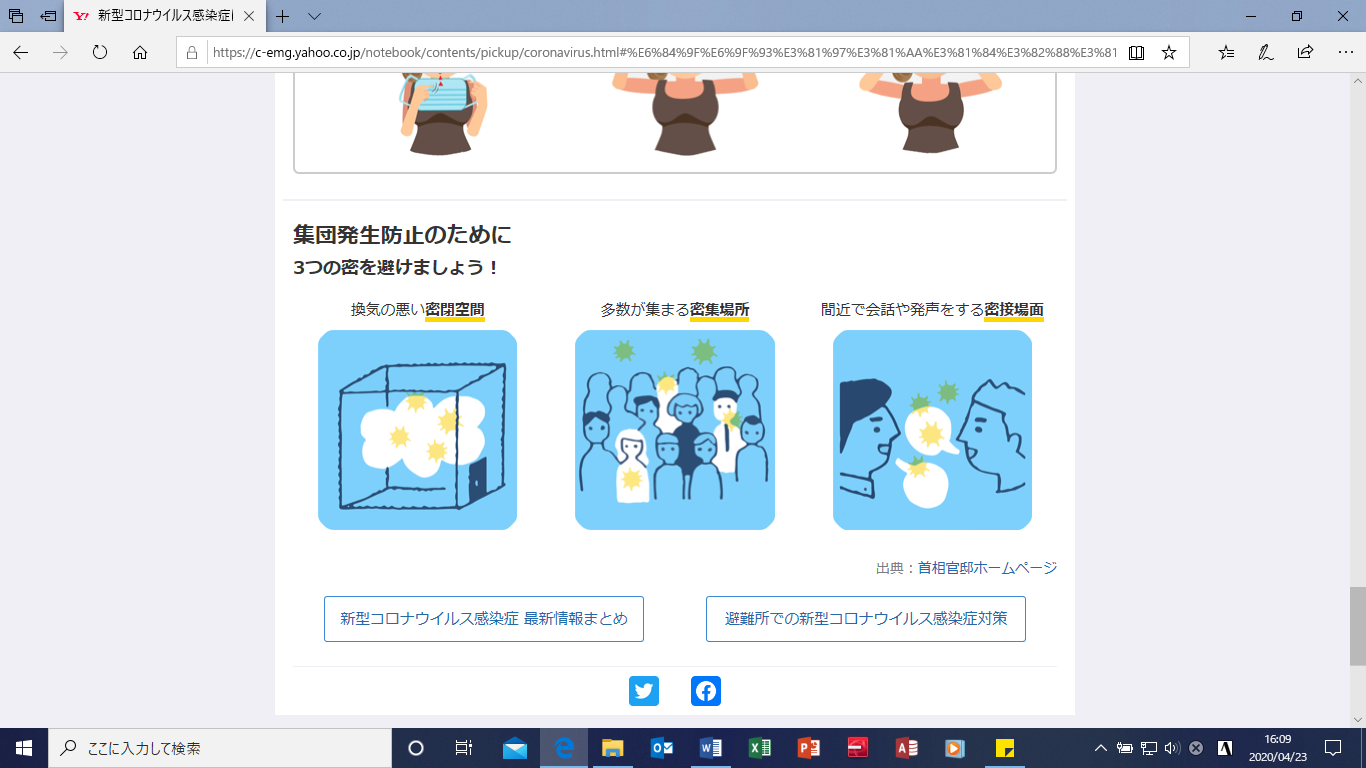 新型コロナウイルス感染症
https://c-emg.yahoo.co.jp/notebook/contents/pickup/coronavirus.html#%E6%84%9F%E6%9F%93%E3%81%97%E3%81%AA%E3%81%84%E3%82%88%E3%81
集団発生防止のために
3つの密を避けましょう！
換気の悪い密閉空間
多数が集まる密集場所
間近で会話や発声をする密接場面
出典：首相官邸ホームページ
新型コロナウイルス感染症 最新情報まとめ
避難所での新型コロナウイルス感染症対策
ここに入力して検索
16:09
2020/04/23